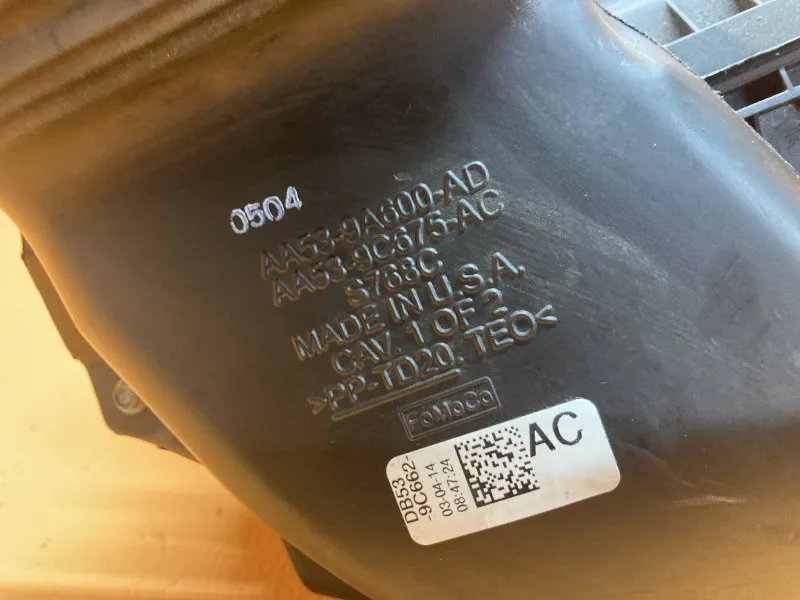 0504
AA53-9A600-AD
AA53-9C675-AC
S768C
MADE IN U.S.A.
CAV. 1 OF 2
>PP-TD20, TEO<
FoMoCo
DB53
-9C662-
03-04-14
08:47:24
AC